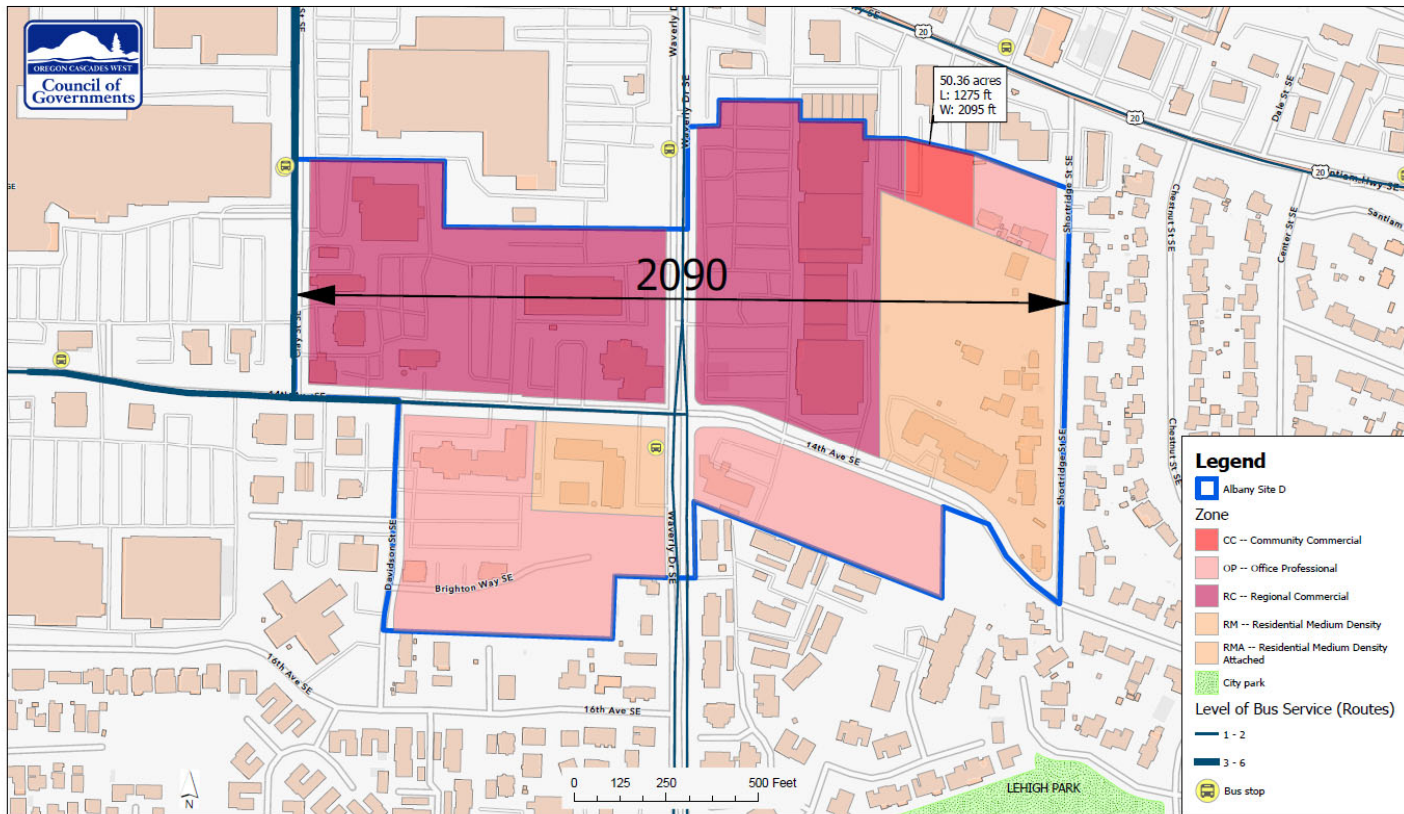 OREGON CASCADES WEST
Council of
Governments
Waverly Dr SE
Waverly Dr SE
20
20
20
Dale St SE
Santlam Hwy SE
50.36 acres
L: 1275 ft
W: 2095 ft
Shortridge St SE
Chestnut St SE
Center St SE
2090
Clay St SE
14th Ave SE
14th Ave SE
Shortridge St SE
Chestnut St SE
Davidson St SE
Waverly Dr SE
Brighton Way SE
16th Ave SE
16th Ave SE
N
0 125 250 500 Feet
LEHIGH PARK
Legend
Albany Site D
Zone
CC -- Community Commercial
OP -- Office Professional
RC -- Regional Commercial
RM -- Residential Medium Density
RMA -- Residential Medium Density
Attached
City park
Level of Bus Service (Routes)
1 - 2
3 - 6
Bus stop